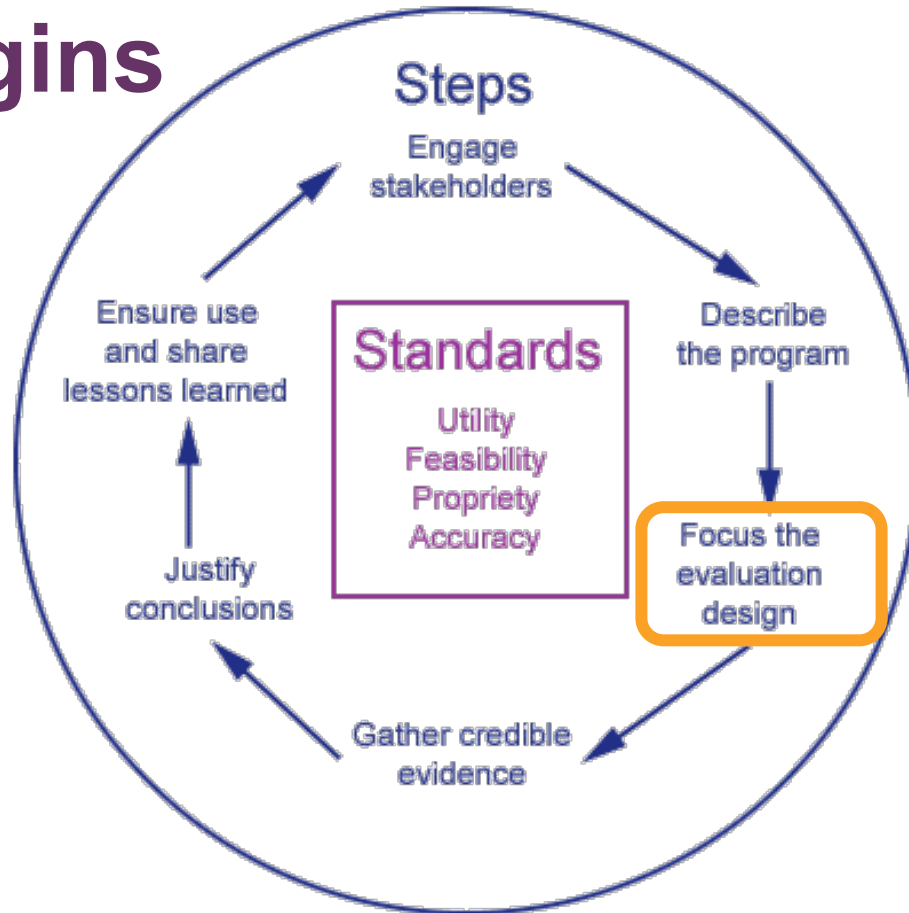 gins
Steps
Engage
stakeholders
Describe
the program
Focus the
evaluation
design
Gather credible
evidence
Justify
conclusions
Ensure use
and share
lessons learned
Standards
Utility
Feasibility
Propriety
Accuracy